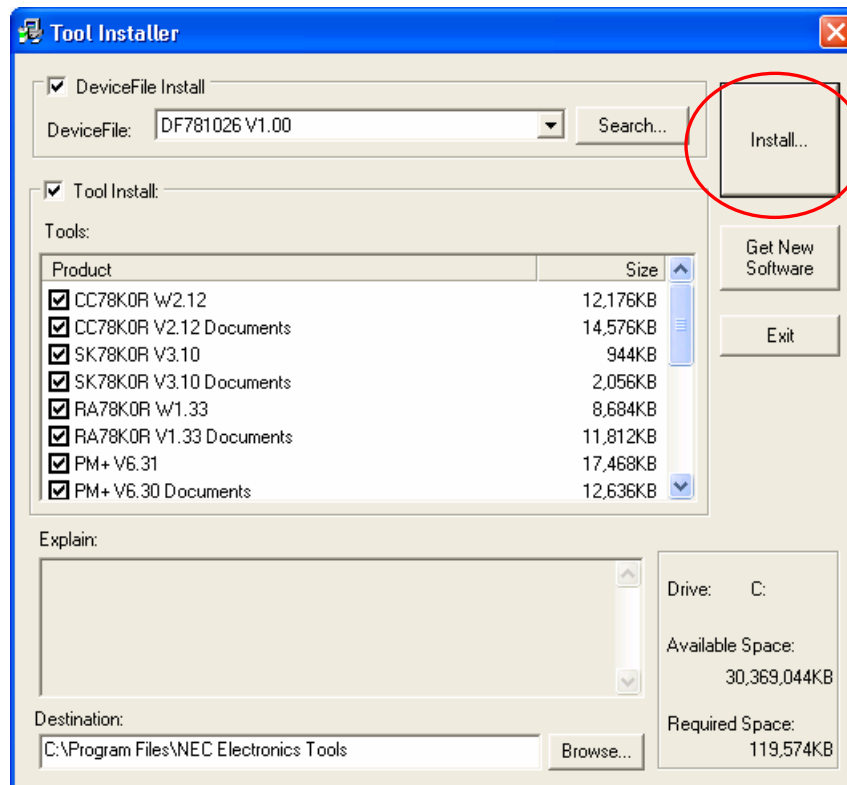 Tool Installer
DeviceFile Install
DeviceFile: DF781026 V1.00 Search...
Install...
Tool Install:
Tools:
Product Size
CC78K0R W2.12 12,176KB
CC78K0R V2.12 Documents 14,576KB
SK78K0R V3.10 944KB
SK78K0R V3.10 Documents 2,056KB
RA78K0R W1.33 8,684KB
RA78K0R V1.33 Documents 11,812KB
PM+ V6.31 17,468KB
PM+ V6.30 Documents 12,636KB
Get New
Software
Exit
Explain:
Destination:
C:\Program Files\NEC Electronics Tools Browse...
Drive: C:
Available Space:
30,369,044KB
Required Space:
119,574KB